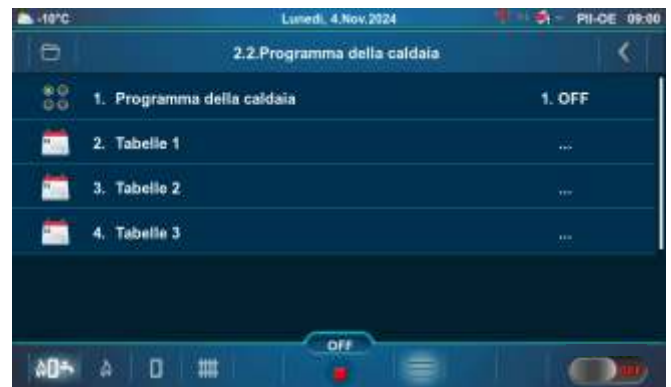 -10°C Lunedì, 4.Nov.2024 PII-OE 09:00
2.2.Programma della caldaia
1. Programma della caldaia 1. OFF
2. Tabelle 1 ...
3. Tabelle 2 ...
4. Tabelle 3 ...
OFF
OFF